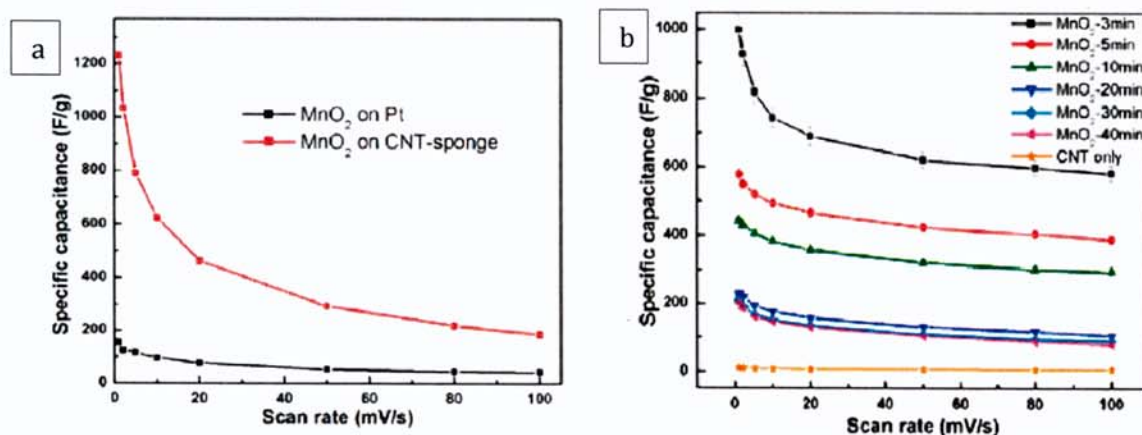 a
Specific capacitance (F/g)
1200
1000
800
600
400
200
0
MnO₂ on Pt
MnO₂ on CNT-sponge
0 20 40 60 80 100
Scan rate (mV/s)
b
Specific capacitance (F/g)
1000
800
600
400
200
0
MnO₂-3min
MnO₂-5min
MnO₂-10min
MnO₂-20min
MnO₂-30min
MnO₂-40min
CNT only
0 20 40 60 80 100
Scan rate (mV/s)